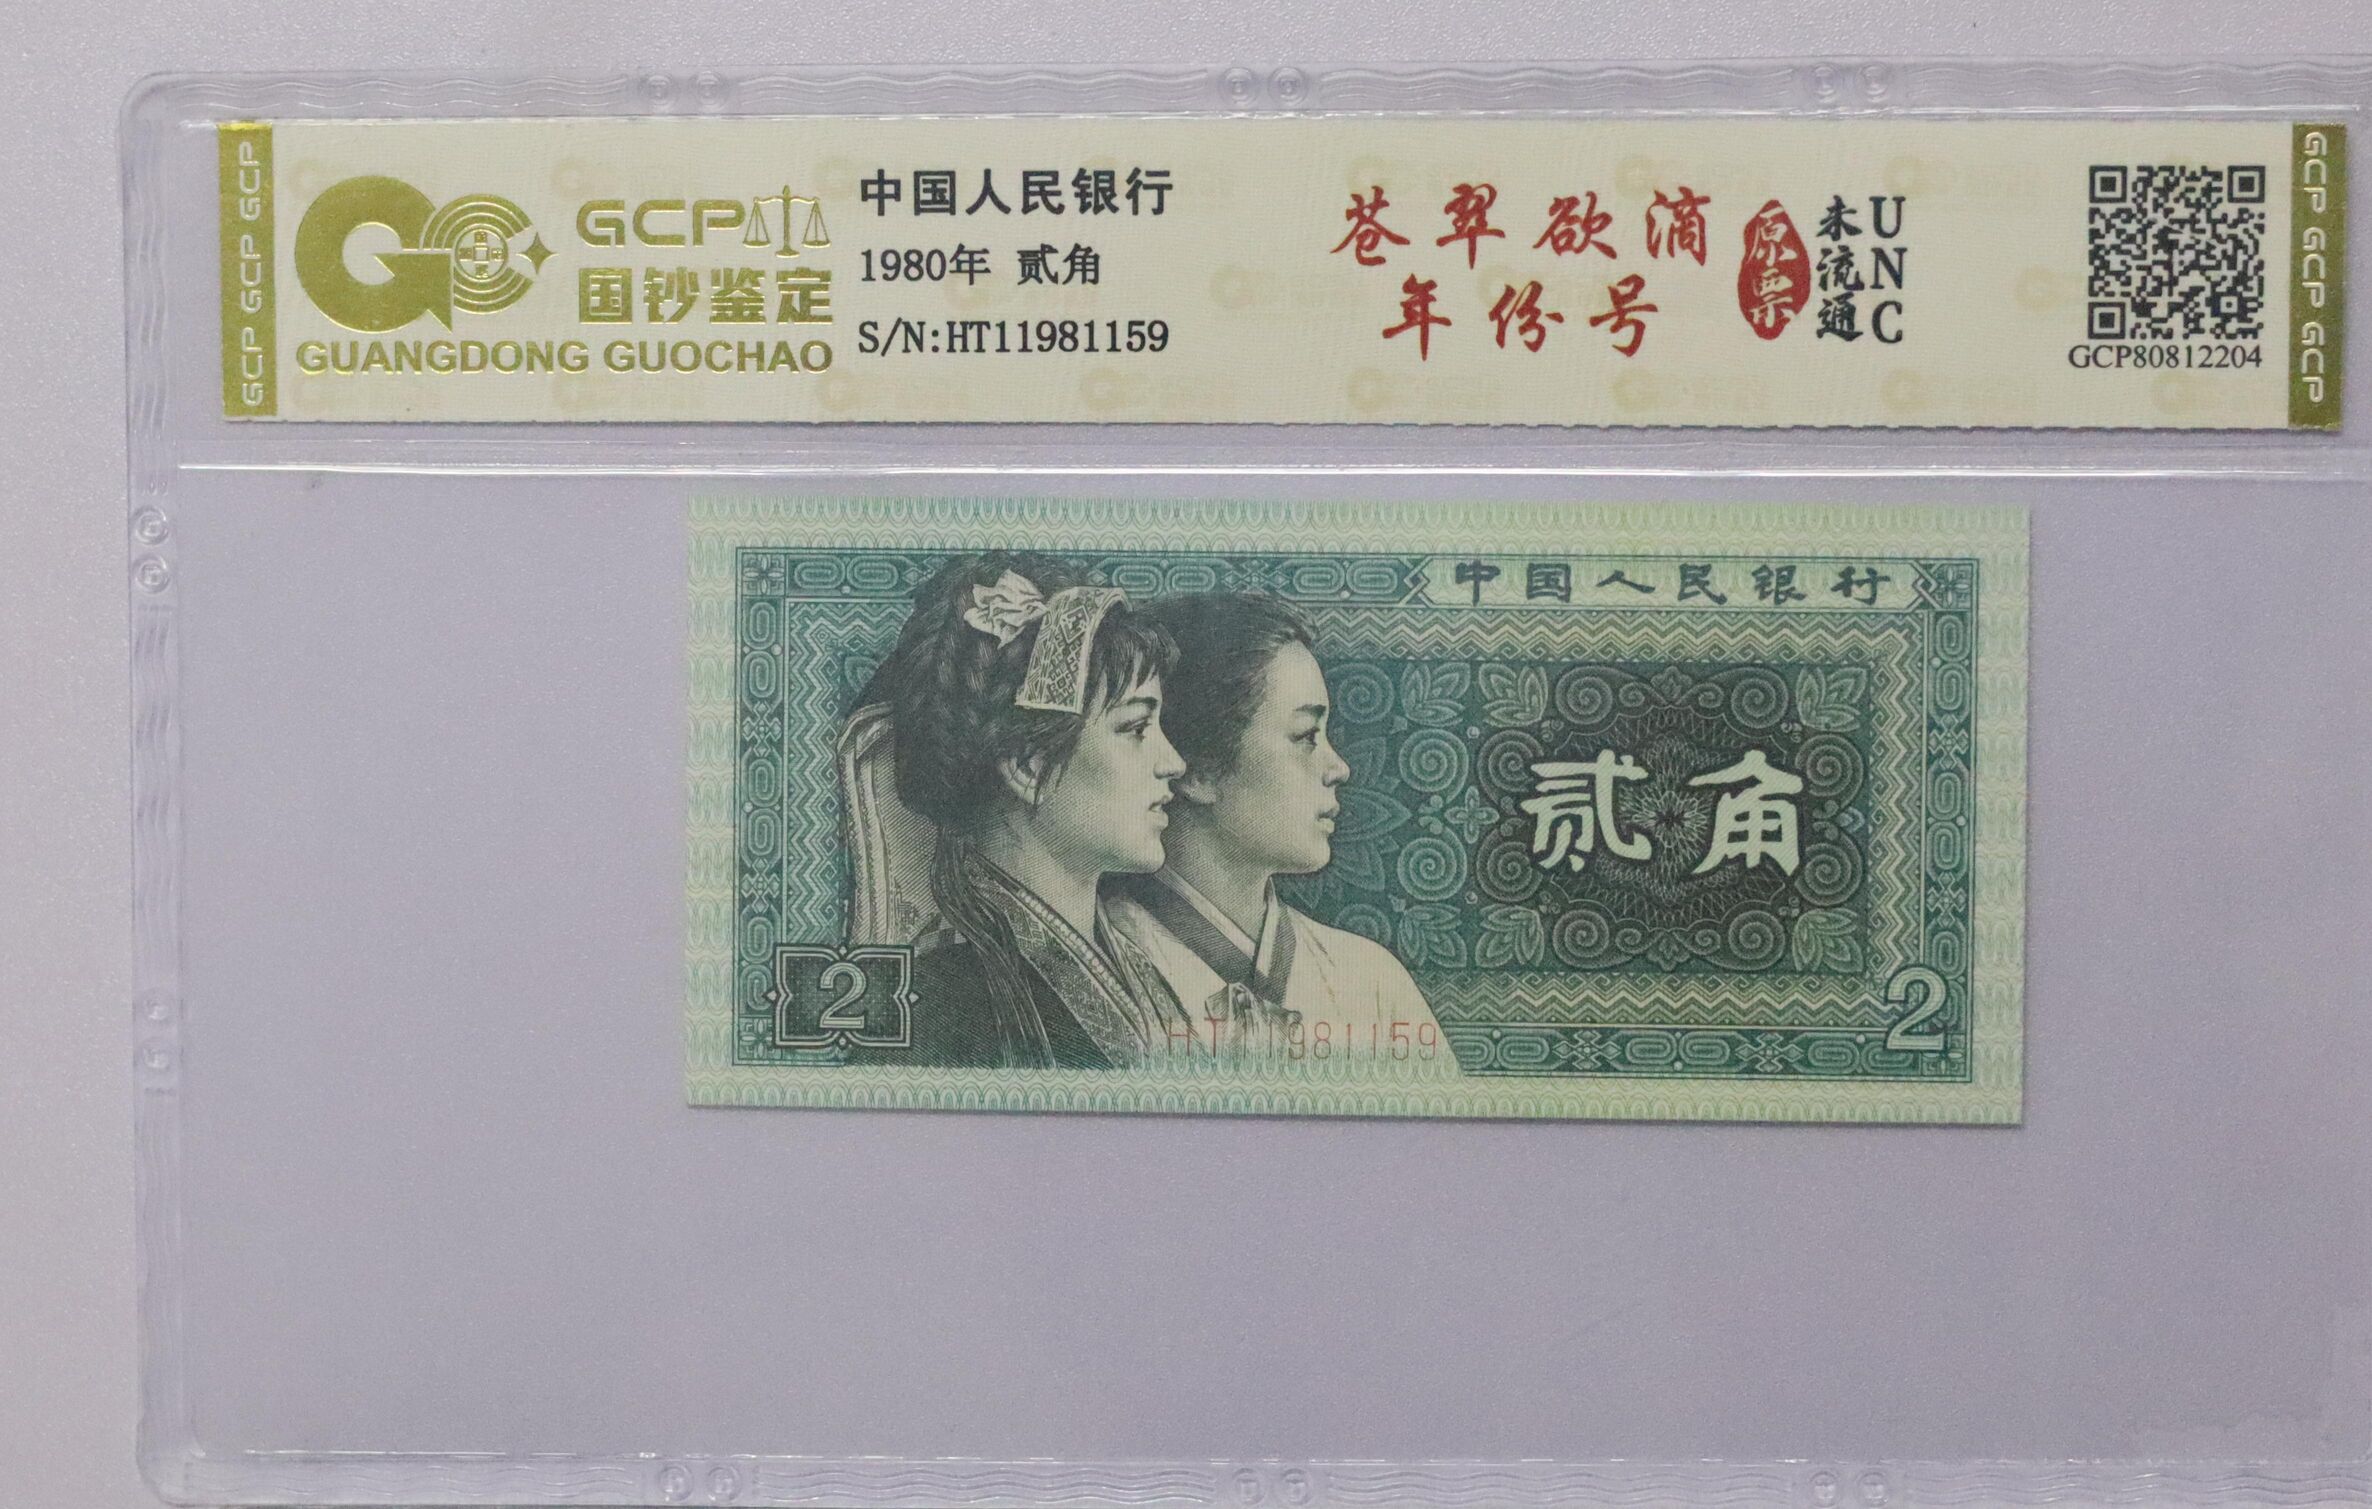 GCP GCP GCP
GCP
国钞鉴定
GUANGDONG GUOCHAO
中国人民银行
1980年 贰角
S/N:HT11981159
苍翠欲滴
年份号
原票
未流通
UNC
GCP80812204
GCP GCP GCP
中国人民银行
贰角
2
HT11981159
2